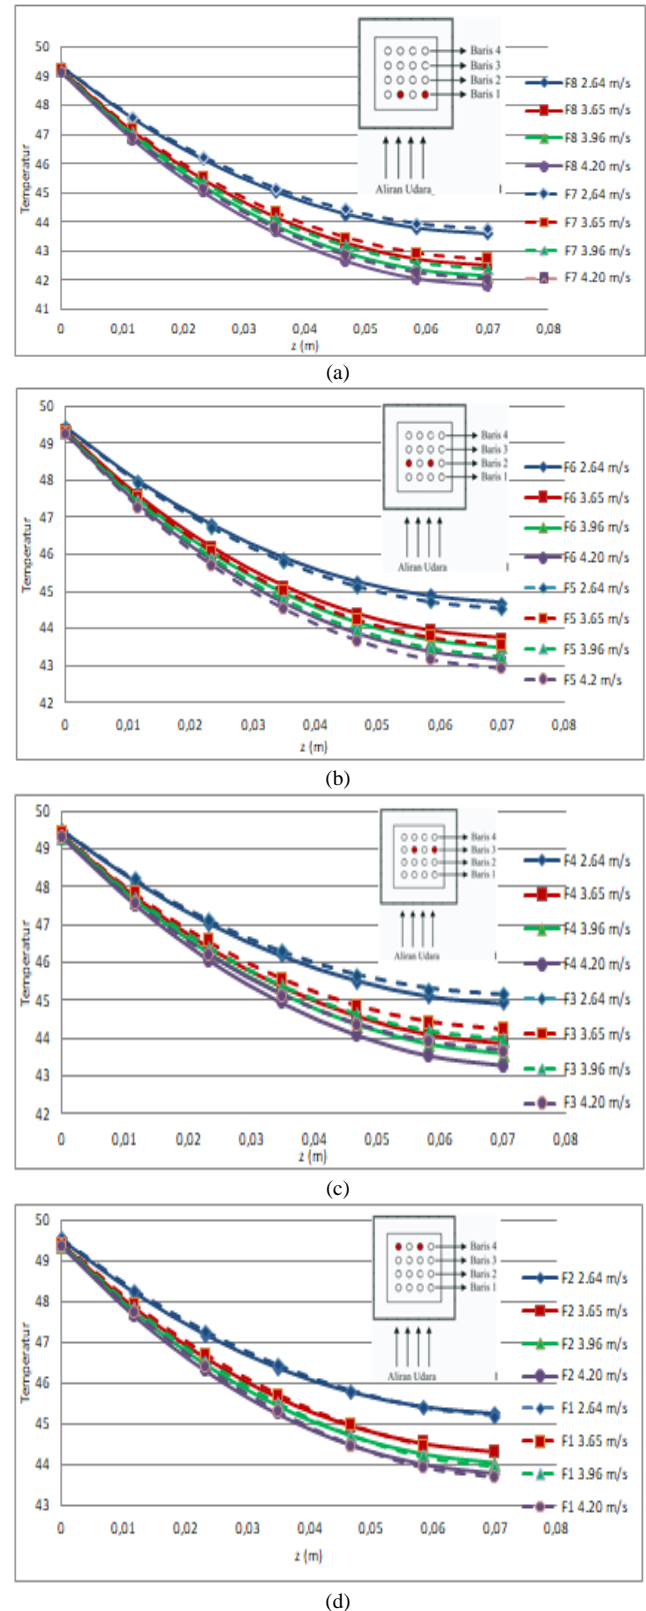 50
49
48
47
46
45
44
43
42
41
Temperatur
0
0,01
0,02
0,03
0,04
0,05
0,06
0,07
0,08
z (m)
Baris 4
Baris 3
Baris 2
Baris 1
Aliran Udara
F8 2.64 m/s
F8 3.65 m/s
F8 3.96 m/s
F8 4.20 m/s
F7 2,64 m/s
F7 3.65 m/s
F7 3.96 m/s
F7 4.20 m/s
(a)
50
49
48
47
46
45
44
43
42
Temperatur
0
0,01
0,02
0,03
0,04
0,05
0,06
0,07
0,08
z (m)
Baris 4
Baris 3
Baris 2
Baris 1
Aliran Udara
F6 2.64 m/s
F6 3.65 m/s
F6 3.96 m/s
F6 4.20 m/s
F5 2.64 m/s
F5 3.65 m/s
F5 3.96 m/s
F5 4.2 m/s
(b)
50
49
48
47
46
45
44
43
42
Temperatur
0
0,01
0,02
0,03
0,04
0,05
0,06
0,07
0,08
z (m)
Baris 4
Baris 3
Baris 2
Baris 1
Aliran Udara
F4 2.64 m/s
F4 3.65 m/s
F4 3.96 m/s
F4 4.20 m/s
F3 2.64 m/s
F3 3.65 m/s
F3 3.96 m/s
F3 4.20 m/s
(c)
50
49
48
47
46
45
44
43
Temperatur
0
0,01
0,02
0,03
0,04
0,05
0,06
0,07
0,08
z (m)
Baris 4
Baris 3
Baris 2
Baris 1
Aliran Udara
F2 2.64 m/s
F2 3.65 m/s
F2 3.96 m/s
F2 4.20 m/s
F1 2.64 m/s
F1 3.65 m/s
F1 3.96 m/s
F1 4.20 m/s
(d)